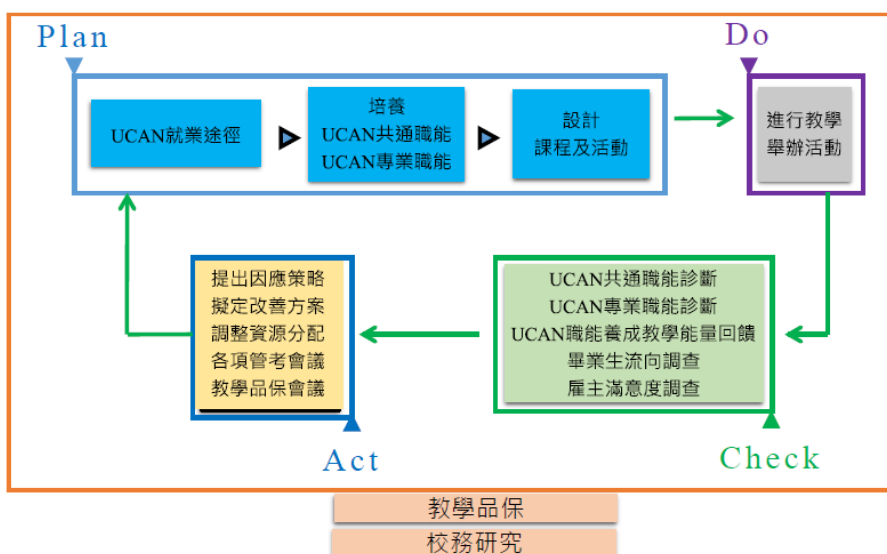 Plan
Do
UCAN就業途徑
培養
UCAN共通職能
UCAN專業職能
設計
課程及活動
進行教學
舉辦活動
提出因應策略
擬定改善方案
調整資源分配
各項管考會議
教學品保會議
UCAN共通職能診斷
UCAN專業職能診斷
UCAN職能養成教學能量回饋
畢業生流向調查
雇主滿意度調查
Act
Check
教學品保
校務研究